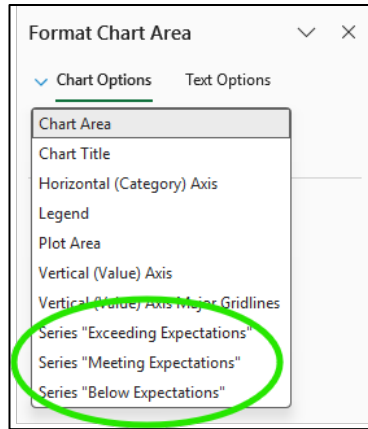 Format Chart Area
Chart Options Text Options
Chart Area
Chart Title
Horizontal (Category) Axis
Legend
Plot Area
Vertical (Value) Axis
Vertical (Value) Axis Major Gridlines
Series "Exceeding Expectations"
Series "Meeting Expectations"
Series "Below Expectations"